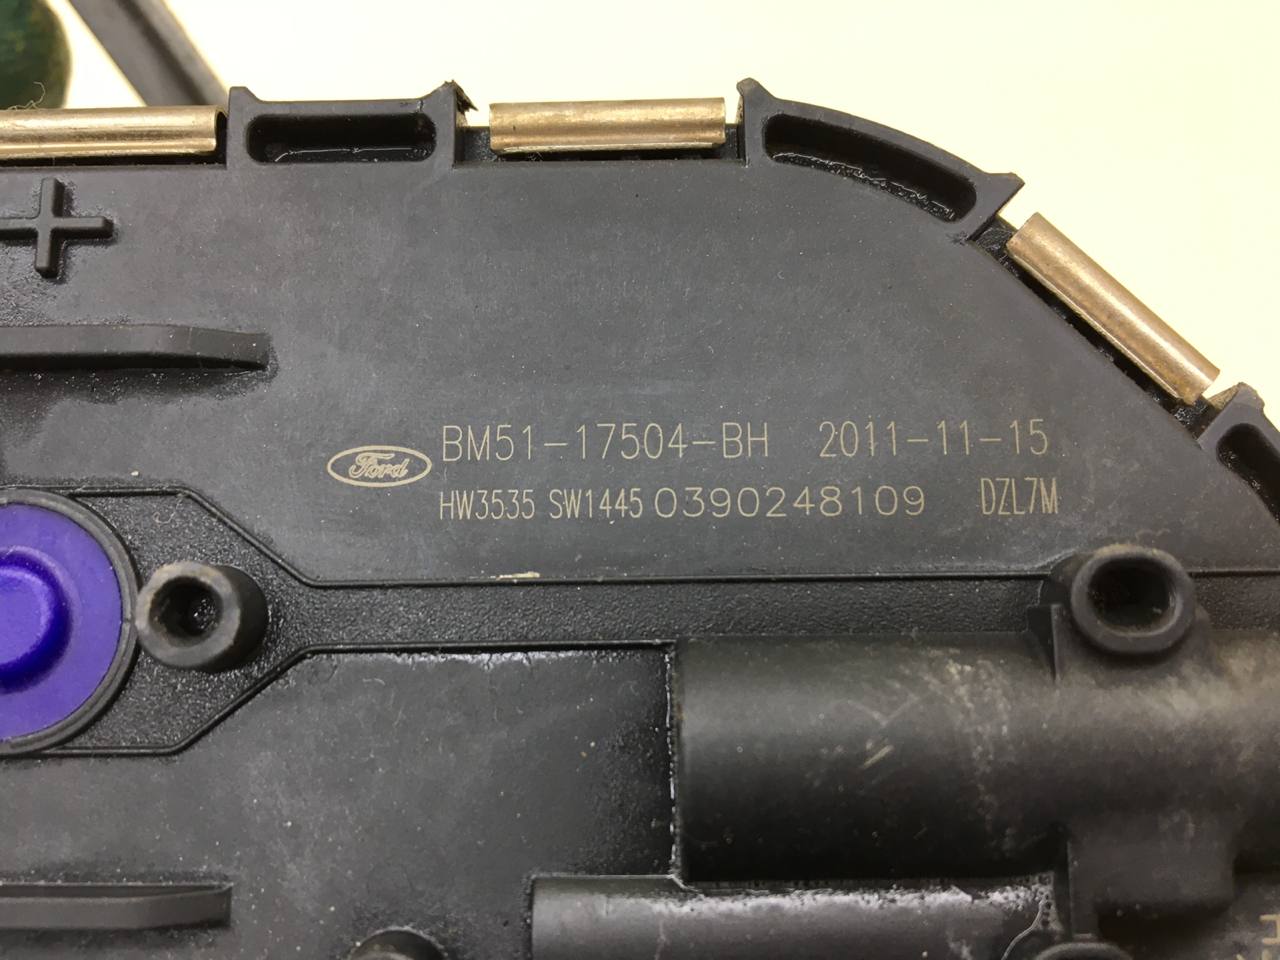 Ford BM51-17504-BH 2011-11-15
HW3535 SW1445 0390248109 DZL7M